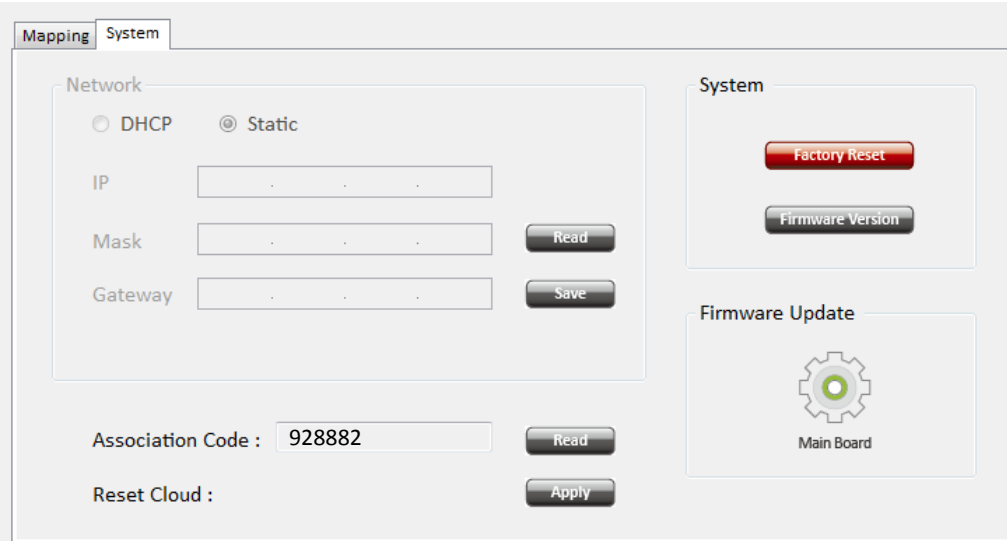 Mapping System
Network
DHCP Static
IP . . .
Mask . . . Read
Gateway . . . Save
Association Code : 928882 Read
Reset Cloud : Apply
System
Factory Reset
Firmware Version
Firmware Update
Main Board